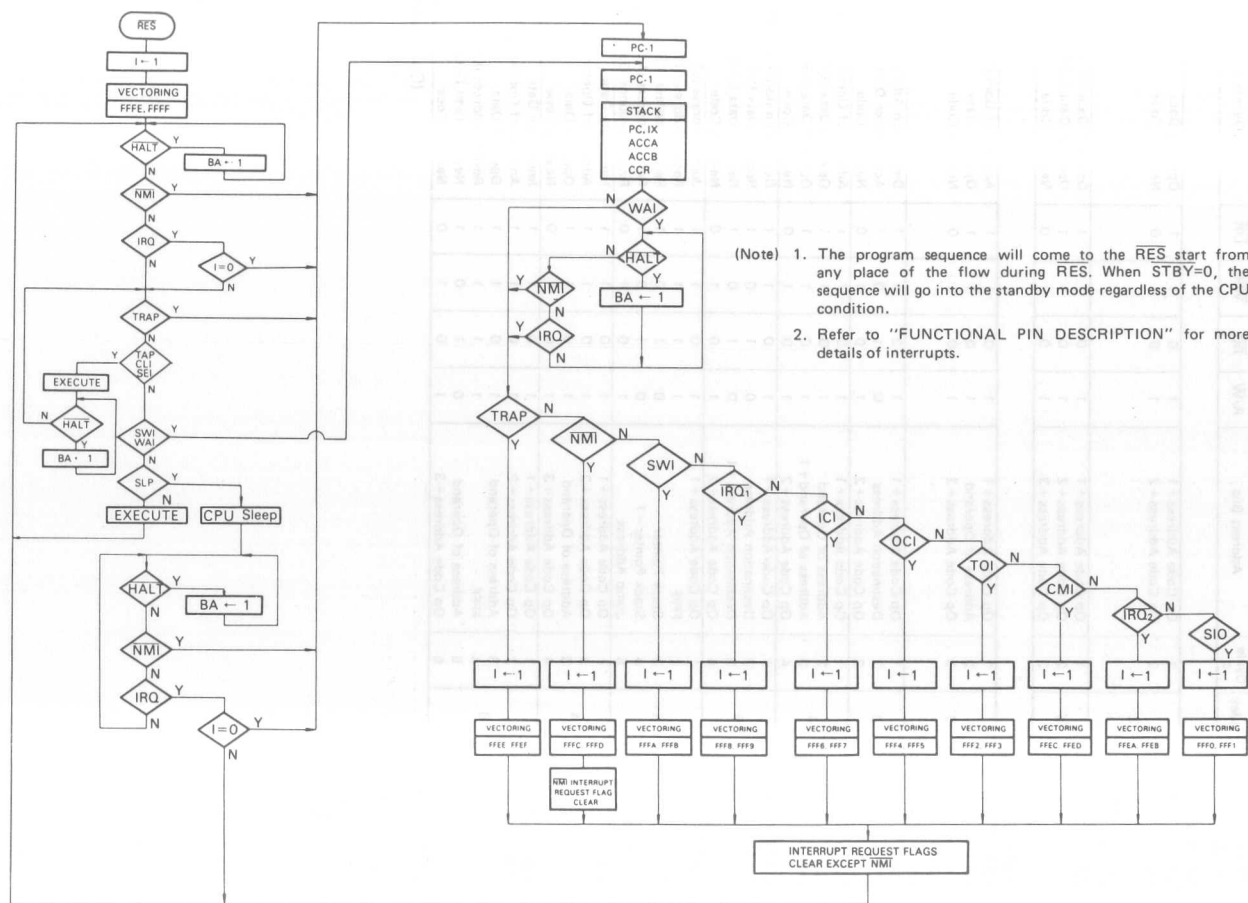 RES
I ← 1
VECTORING
FFFE, FFFF
HALT
Y
BA ← 1
N
NMI
Y
N
IRQ
Y
N
I=0
Y
N
TRAP
Y
N
TAP
CLI
SEI
Y
N
EXECUTE
HALT
N
Y
BA ← 1
SWI
WAI
Y
N
SLP
Y
N
EXECUTE
CPU Sleep
HALT
Y
BA ← 1
N
NMI
Y
N
IRQ
Y
N
I=0
Y
N
PC-1
PC-1
STACK
PC, IX
ACCA
ACCB
CCR
WAI
N
Y
HALT
N
Y
BA ← 1
NMI
Y
N
IRQ
Y
N
(Note) 1. The program sequence will come to the RES start from
any place of the flow during RES. When STBY=0, the
sequence will go into the standby mode regardless of the CPU
condition.
2. Refer to "FUNCTIONAL PIN DESCRIPTION" for more
details of interrupts.
TRAP
N
Y
NMI
N
Y
SWI
N
Y
IRQ1
N
Y
ICI
N
Y
OCI
N
Y
TOI
N
Y
CMI
N
Y
IRQ2
N
Y
SIO
Y
I ← 1
I ← 1
I ← 1
I ← 1
I ← 1
I ← 1
I ← 1
I ← 1
I ← 1
I ← 1
VECTORING
FFEE FFEF
VECTORING
FFFC, FFFD
VECTORING
FFFA FFFB
VECTORING
FFF8 FFF9
VECTORING
FFF6, FFF7
VECTORING
FFF4, FFF5
VECTORING
FFF2, FFF3
VECTORING
FFEC FFED
VECTORING
FFEA FFEB
VECTORING
FFF0, FFF1
NMI INTERRUPT
REQUEST FLAG
CLEAR
INTERRUPT REQUEST FLAGS
CLEAR EXCEPT NMI